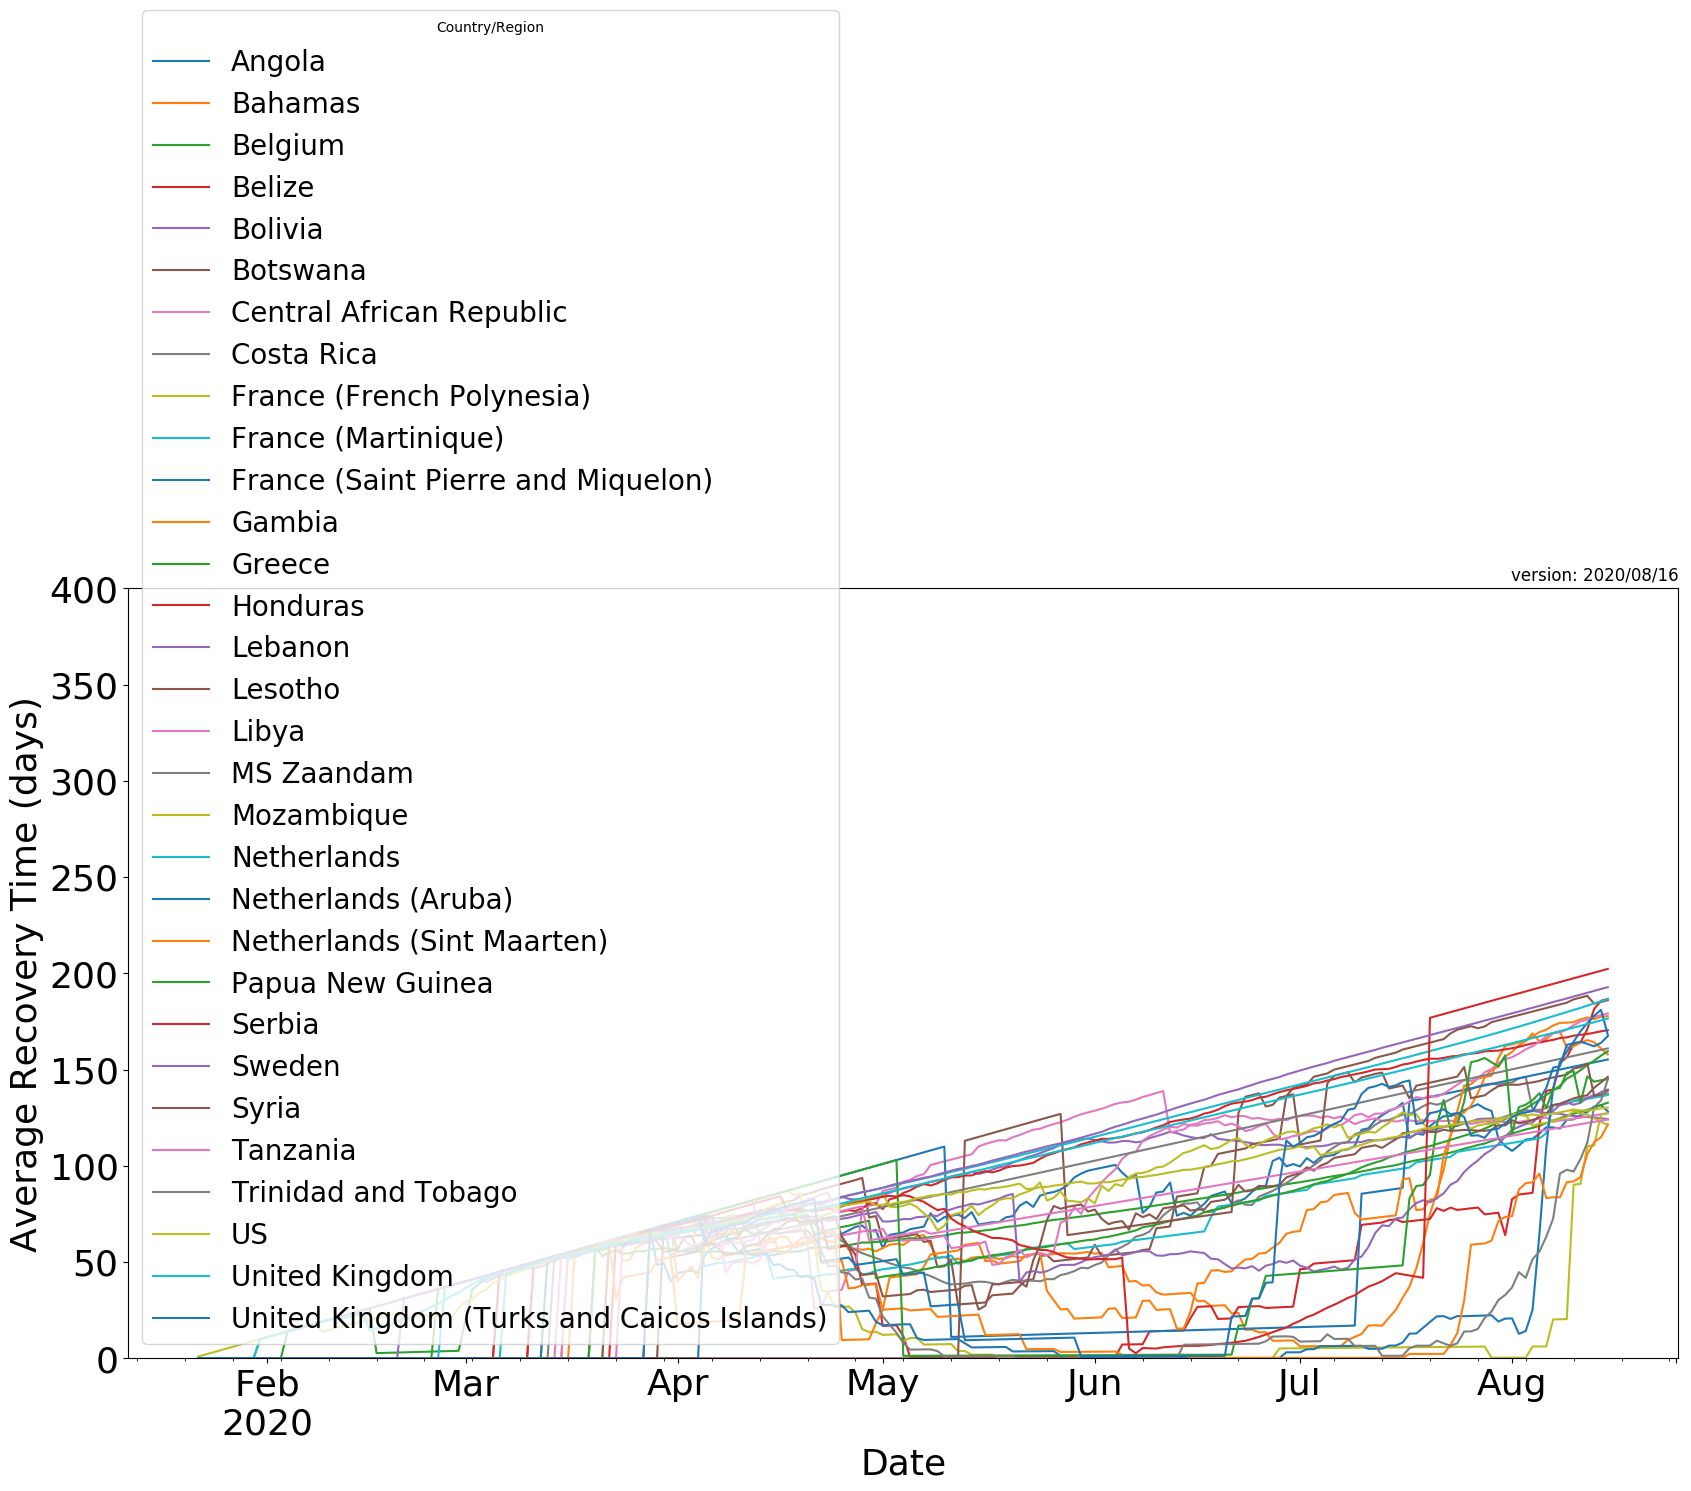 Country/Region
Angola
Bahamas
Belgium
Belize
Bolivia
Botswana
Central African Republic
Costa Rica
France (French Polynesia)
France (Martinique)
France (Saint Pierre and Miquelon)
Gambia
Greece
Honduras
Lebanon
Lesotho
Libya
MS Zaandam
Mozambique
Netherlands
Netherlands (Aruba)
Netherlands (Sint Maarten)
Papua New Guinea
Serbia
Sweden
Syria
Tanzania
Trinidad and Tobago
US
United Kingdom
United Kingdom (Turks and Caicos Islands)
version: 2020/08/16
400
350
300
250
200
150
100
50
0
Average Recovery Time (days)
Feb
2020
Mar
Apr
May
Jun
Jul
Aug
Date